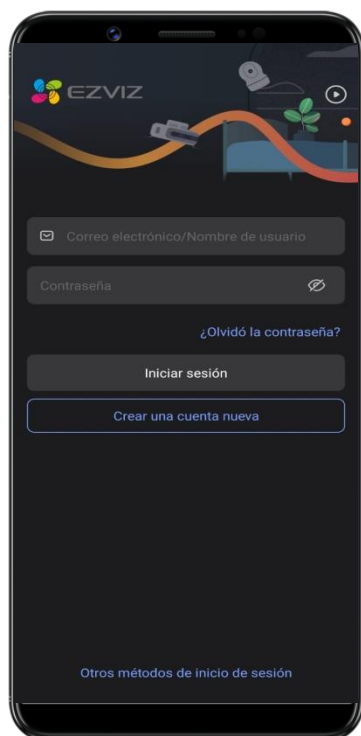 EZVIZ
Correo electrónico/Nombre de usuario
Contraseña
¿Olvidó la contraseña?
Iniciar sesión
Crear una cuenta nueva
Otros métodos de inicio de sesión